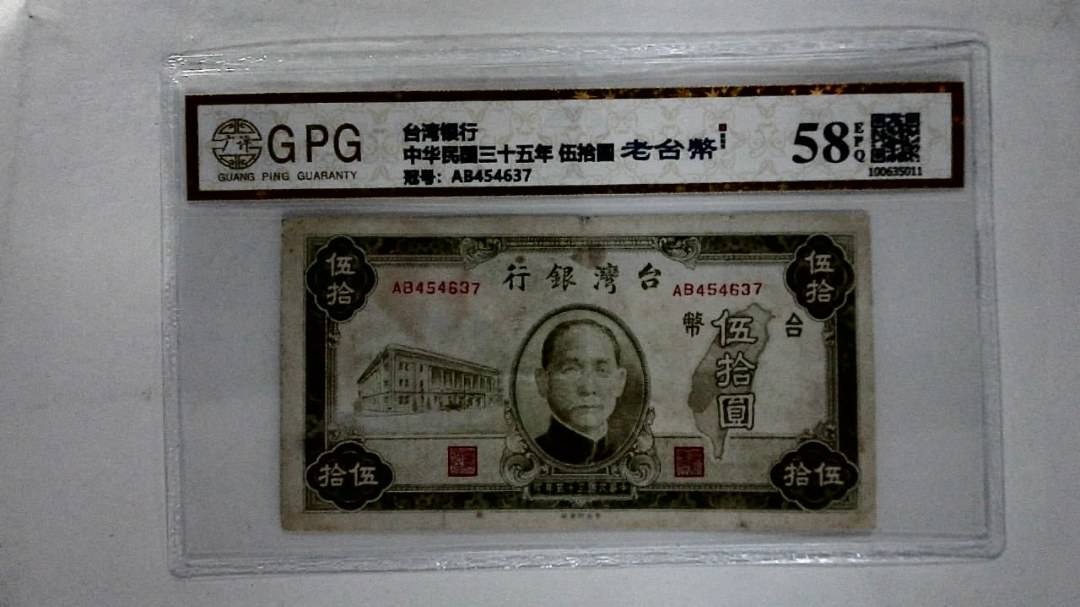 广评
GPG
GUANG PING GUARANTY
台湾银行
中华民国三十五年 伍拾圆 老台幣
冠号: AB454637
58
EPQ
100635011
伍拾
伍拾
行銀灣台
AB454637
AB454637
幣 台
伍拾圓
拾伍
拾伍